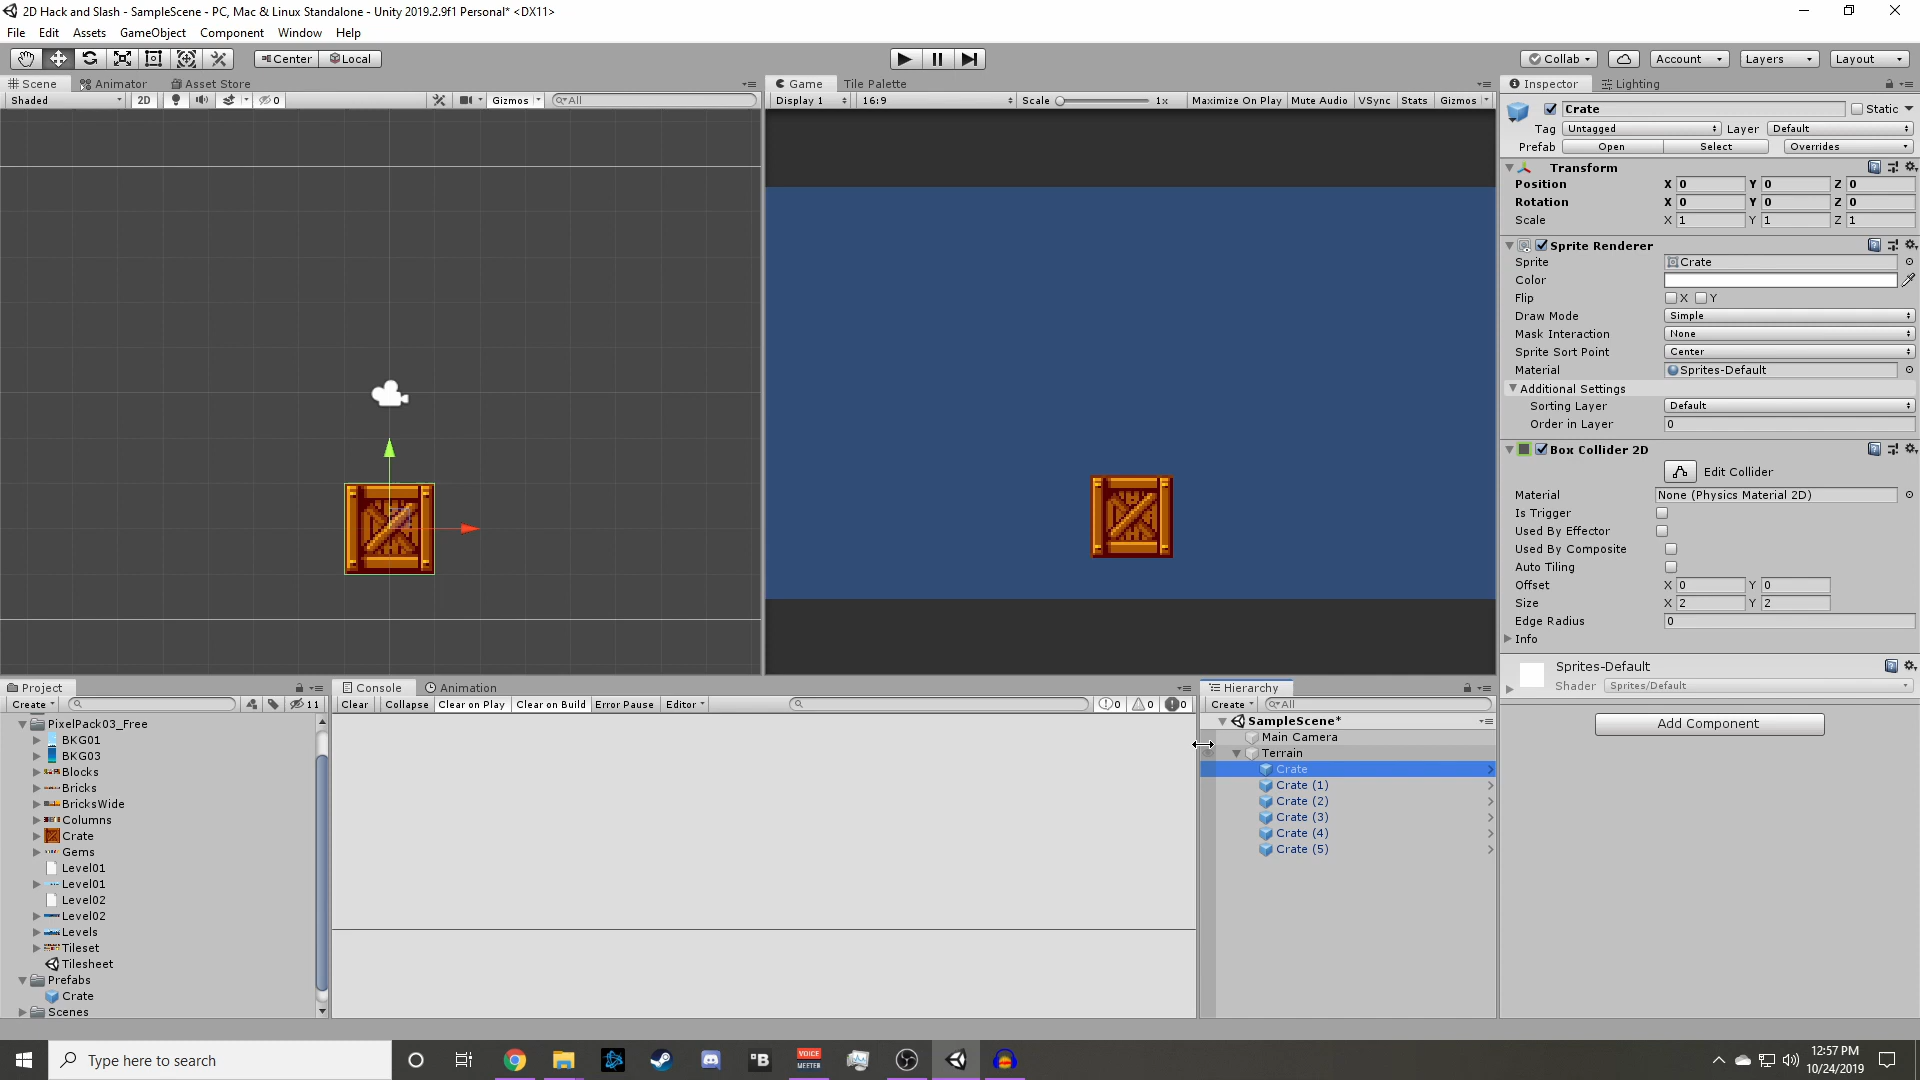 2D Hack and Slash - SampleScene - PC, Mac & Linux Standalone - Unity 2019.2.9f1 Personal* <DX11>
File Edit Assets GameObject Component Window Help
Center Local Collab Account Layers Layout
Scene Animator Asset Store Game Tile Palette Inspector Lighting
Shaded 2D 0 Gizmos All Display 1 16:9 Scale 1x Maximize On Play Mute Audio VSync Stats Gizmos
Crate Static
Tag Untagged Layer Default
Prefab Open Select Overrides
Transform
Position X 0 Y 0 Z 0
Rotation X 0 Y 0 Z 0
Scale X 1 Y 1 Z 1
Sprite Renderer
Sprite Crate
Color
Flip X Y
Draw Mode Simple
Mask Interaction None
Sprite Sort Point Center
Material Sprites-Default
Additional Settings
Sorting Layer Default
Order in Layer 0
Box Collider 2D
Edit Collider
Material None (Physics Material 2D)
Is Trigger
Used By Effector
Used By Composite
Auto Tiling
Offset X 0 Y 0
Size X 2 Y 2
Edge Radius 0
Info
Sprites-Default
Shader Sprites/Default
Add Component
Project Console Animation Hierarchy
Create 11 Clear Collapse Clear on Play Clear on Build Error Pause Editor 0 0 0 Create All
PixelPack03_Free
BKG01
BKG03
Blocks
Bricks
BricksWide
Columns
Crate
Gems
Level01
Level01
Level02
Level02
Levels
Tileset
Tilesheet
Prefabs
Crate
Scenes
SampleScene*
Main Camera
Terrain
Crate
Crate (1)
Crate (2)
Crate (3)
Crate (4)
Crate (5)
Type here to search
B
VOICE
MEETER
12:57 PM
10/24/2019